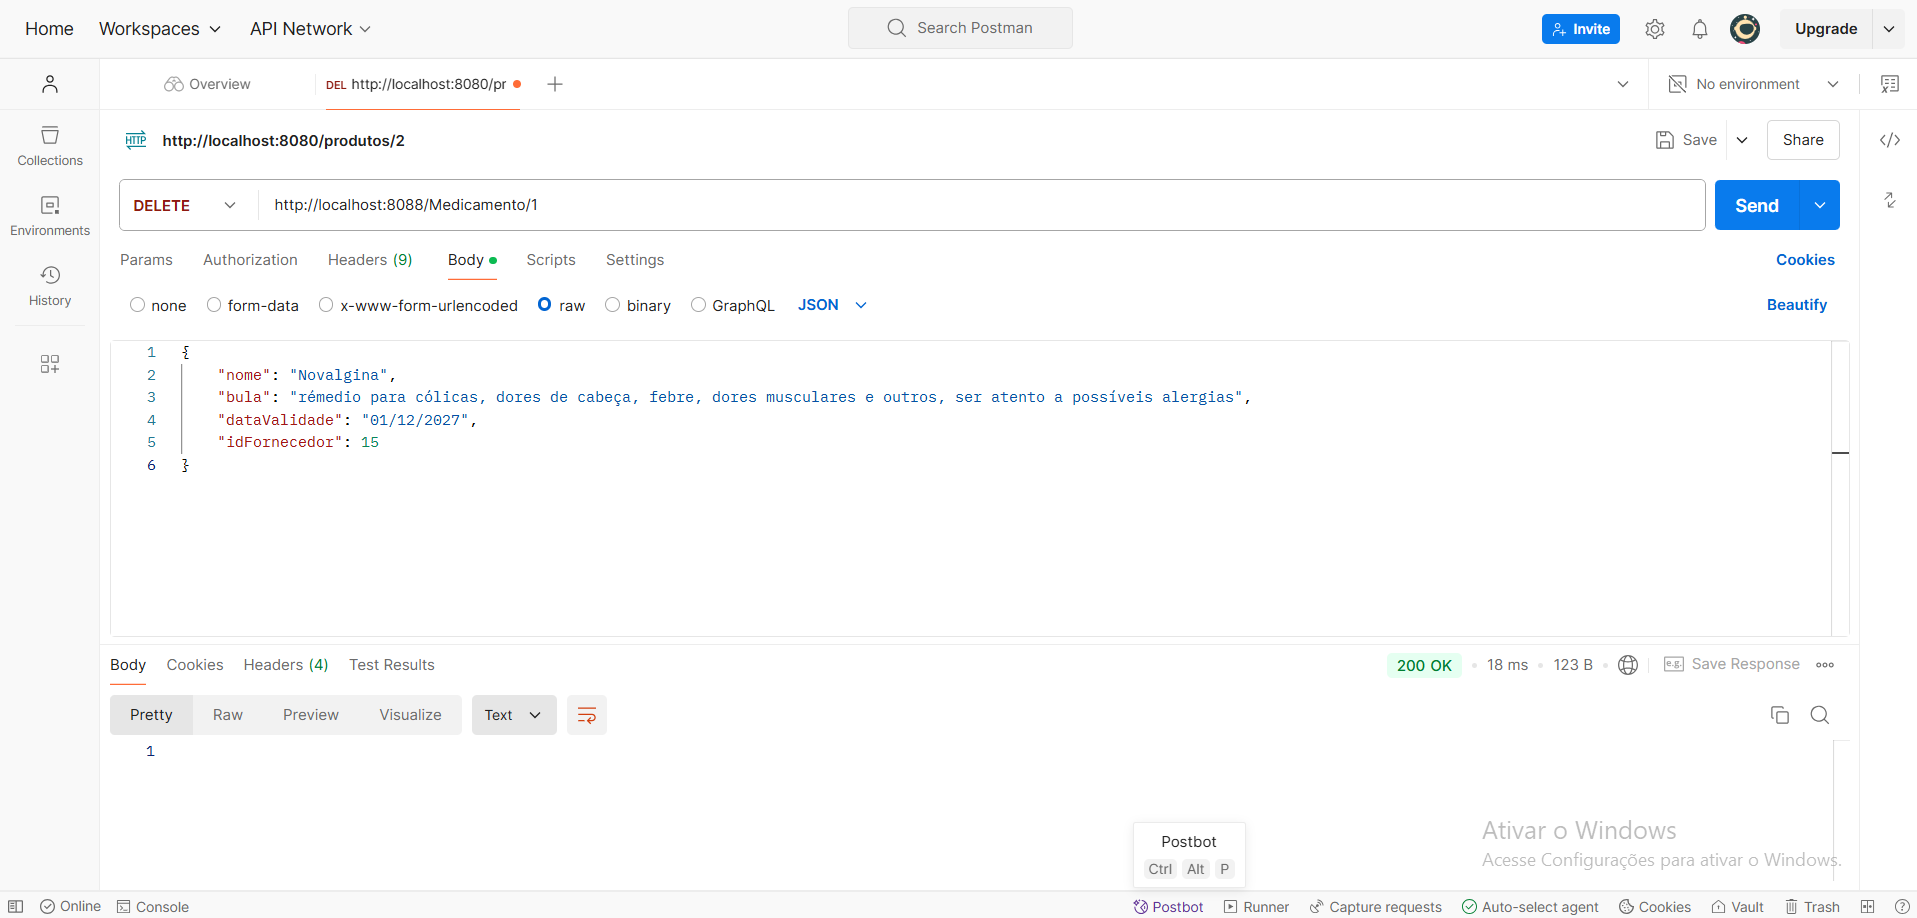 Home Workspaces API Network Search Postman Invite Upgrade
Overview DEL http://localhost:8080/pr No environment
HTTP http://localhost:8080/produtos/2 Save Share
DELETE http://localhost:8088/Medicamento/1 Send
Params Authorization Headers (9) Body Scripts Settings Cookies
none form-data x-www-form-urlencoded raw binary GraphQL JSON Beautify
Collections
Environments
History
1 {
2 "nome": "Novalgina",
3 "bula": "rémedio para cólicas, dores de cabeça, febre, dores musculares e outros, ser atento a possíveis alergias",
4 "dataValidade": "01/12/2027",
5 "idFornecedor": 15
6 }
Body Cookies Headers (4) Test Results 200 OK 18 ms 123 B e.g. Save Response
Pretty Raw Preview Visualize Text
1
Postbot
Ctrl Alt P
Ativar o Windows
Acesse Configurações para ativar o Windows.
Online Console Postbot Runner Capture requests Auto-select agent Cookies Vault Trash